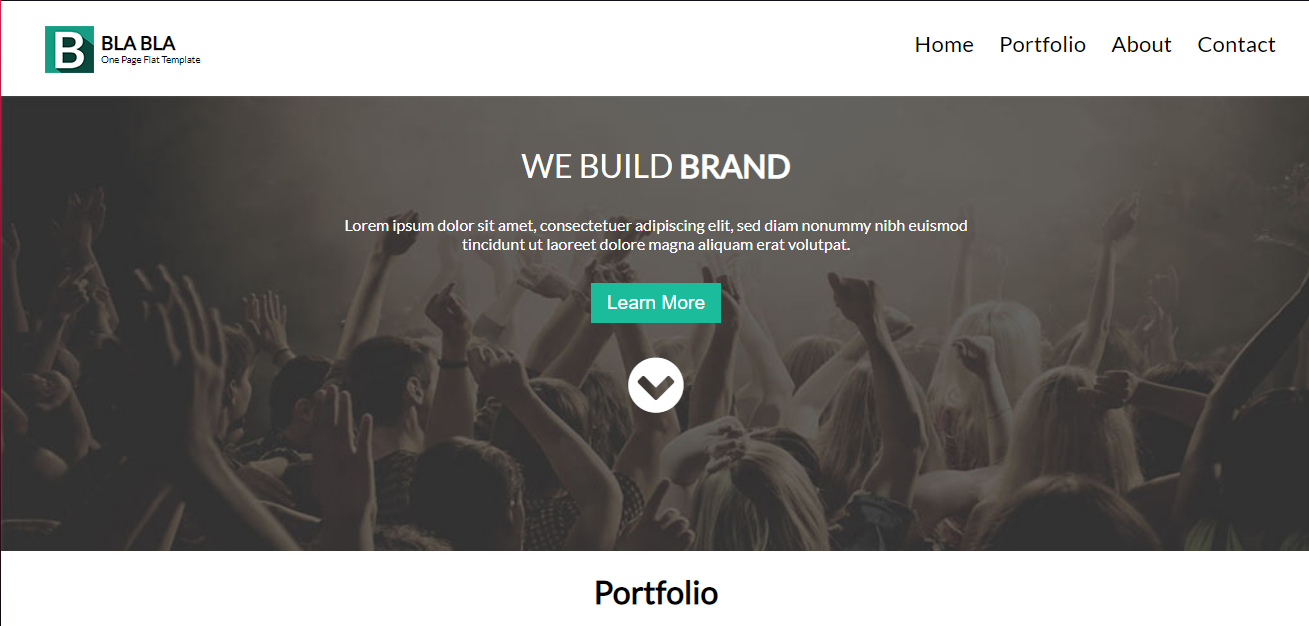 B
BLA BLA
One Page Flat Template
Home Portfolio About Contact
WE BUILD BRAND
Lorem ipsum dolor sit amet, consectetuer adipiscing elit, sed diam nonummy nibh euismod
tincidunt ut laoreet dolore magna aliquam erat volutpat.
Learn More
Portfolio